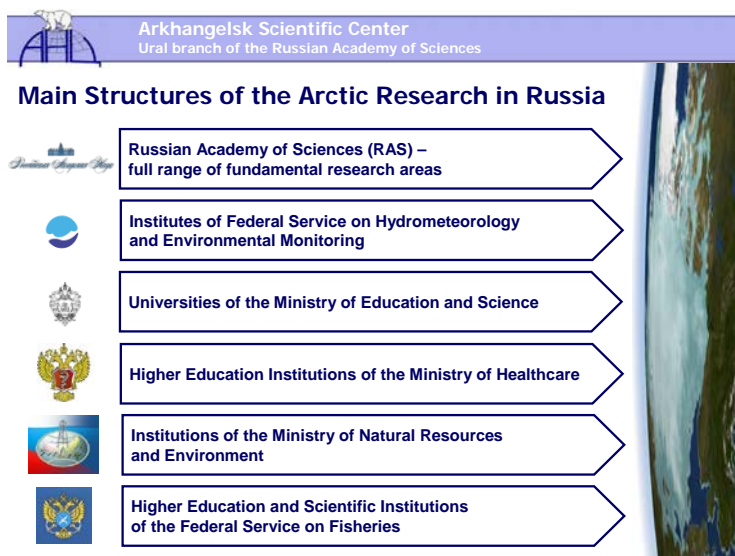 АНЦ
Arkhangelsk Scientific Center
Ural branch of the Russian Academy of Sciences
Main Structures of the Arctic Research in Russia
Russian Academy of Sciences (RAS) –
full range of fundamental research areas
Institutes of Federal Service on Hydrometeorology
and Environmental Monitoring
Universities of the Ministry of Education and Science
Higher Education Institutions of the Ministry of Healthcare
Institutions of the Ministry of Natural Resources
and Environment
Higher Education and Scientific Institutions
of the Federal Service on Fisheries